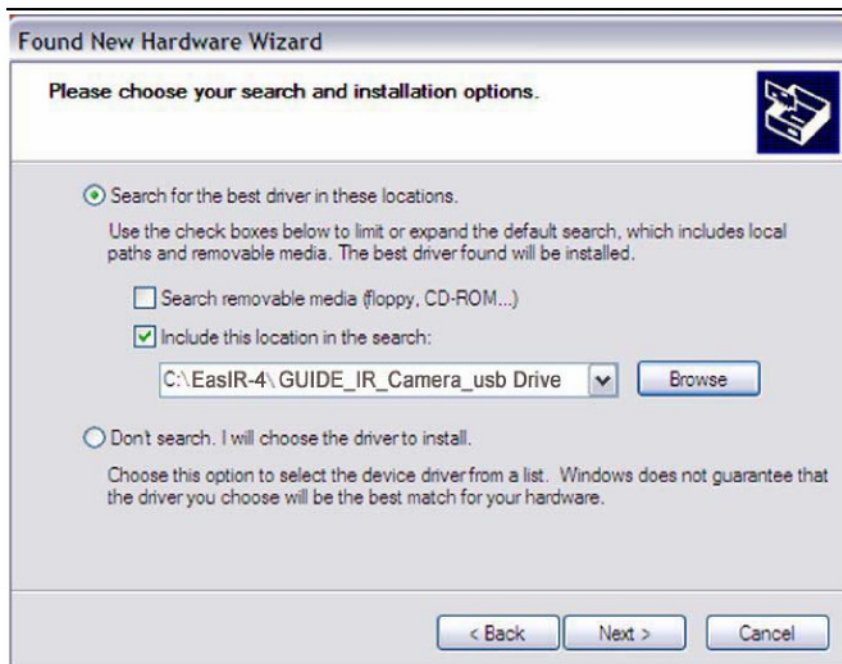 Found New Hardware Wizard
Please choose your search and installation options.
Search for the best driver in these locations.
Use the check boxes below to limit or expand the default search, which includes local
paths and removable media. The best driver found will be installed.
Search removable media (floppy, CD-ROM...)
Include this location in the search:
C:\EasIR-4\GUIDE_IR_Camera_usb Drive
Browse
Don't search. I will choose the driver to install.
Choose this option to select the device driver from a list. Windows does not guarantee that
the driver you choose will be the best match for your hardware.
< Back Next > Cancel